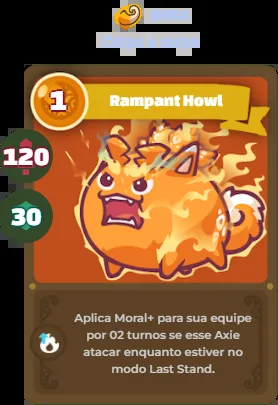 1
Rampant Howl
120
30
Aplica Moral+ para sua equipe
por 02 turnos se esse Axie
atacar enquanto estiver no
modo Last Stand.